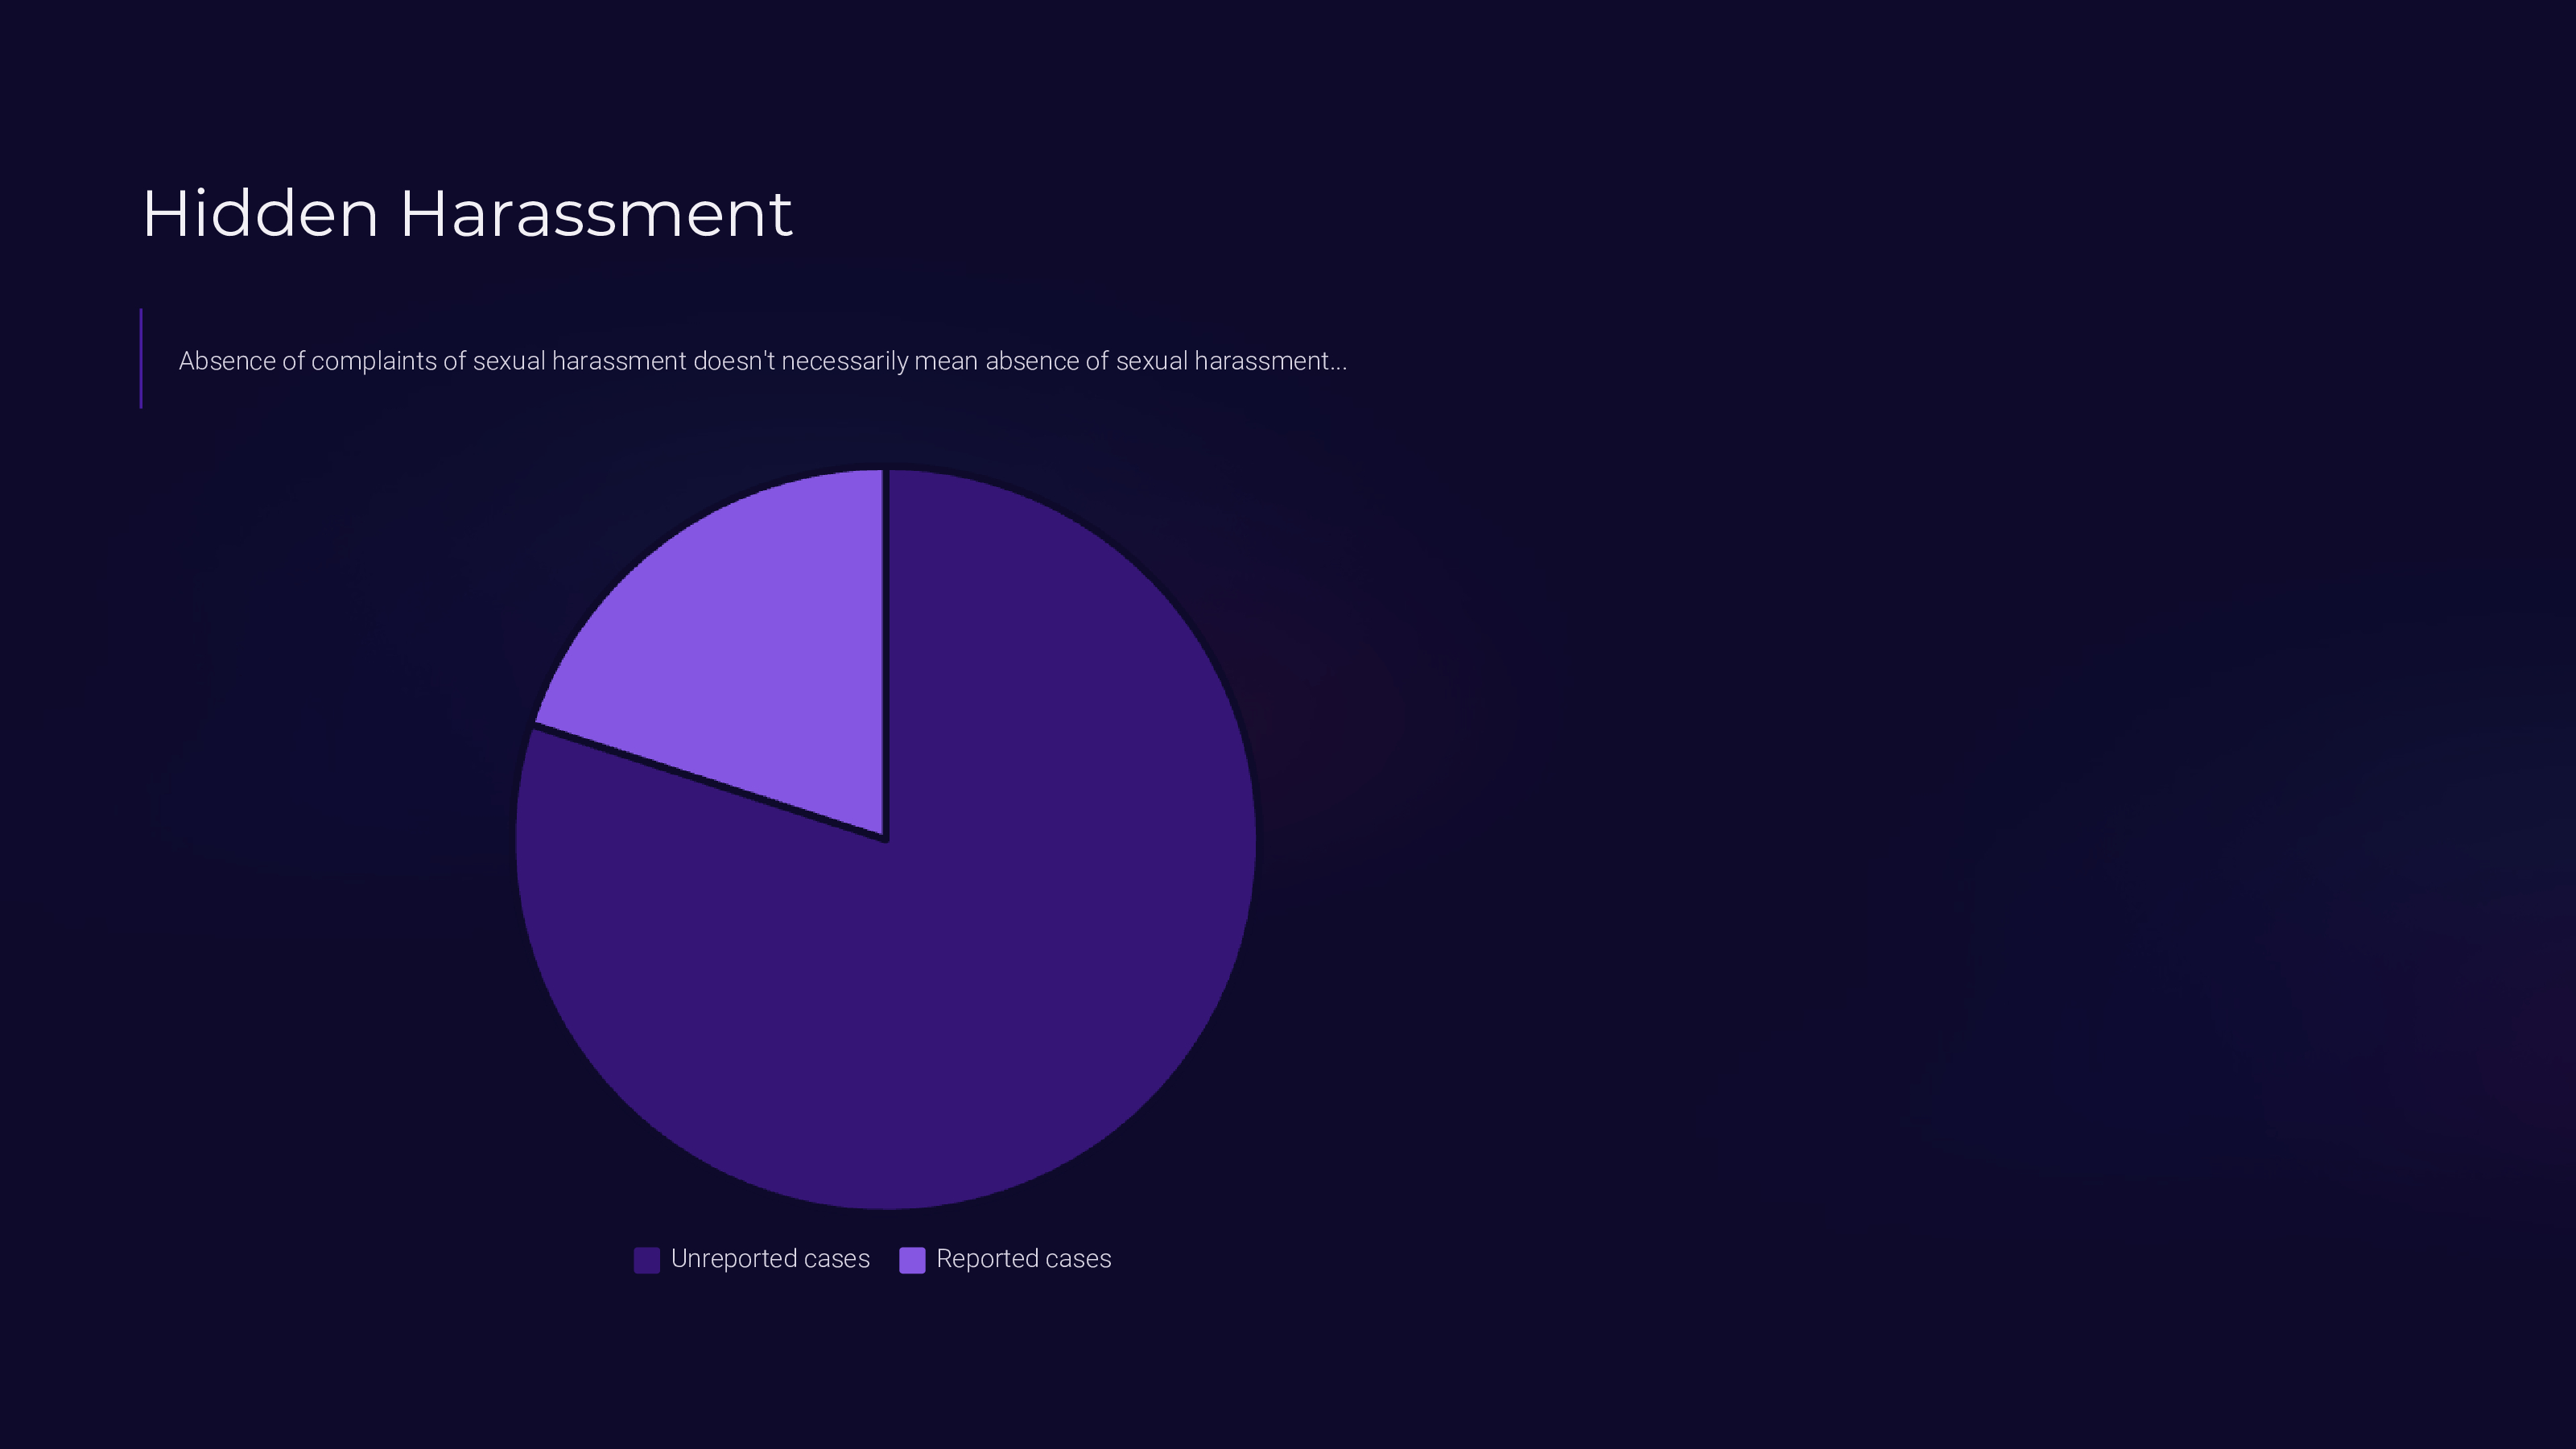 Hidden Harassment
Absence of complaints of sexual harassment doesn't necessarily mean absence of sexual harassment...
Unreported cases
Reported cases